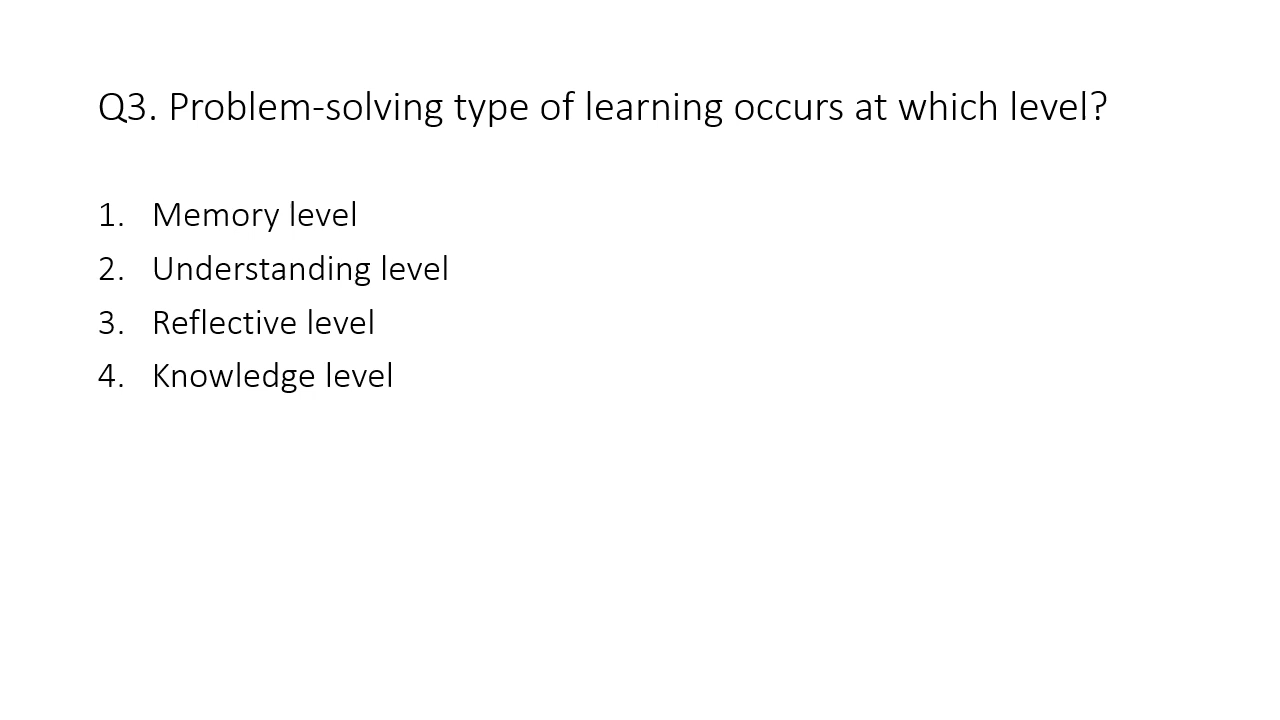 Q3. Problem-solving type of learning occurs at which level?
1. Memory level
2. Understanding level
3. Reflective level
4. Knowledge level